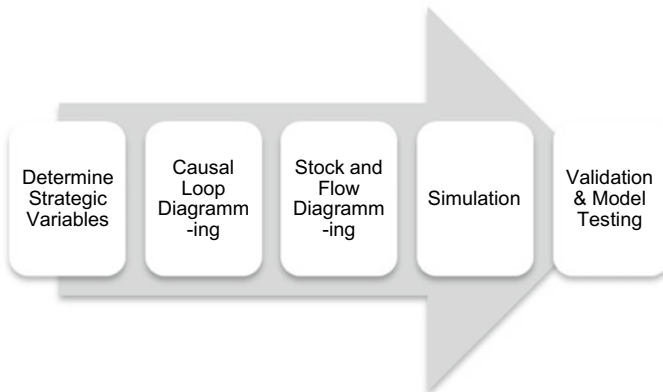 Determine
Strategic
Variables
Causal
Loop
Diagramm
-ing
Stock and
Flow
Diagramm
-ing
Simulation
Validation
& Model
Testing